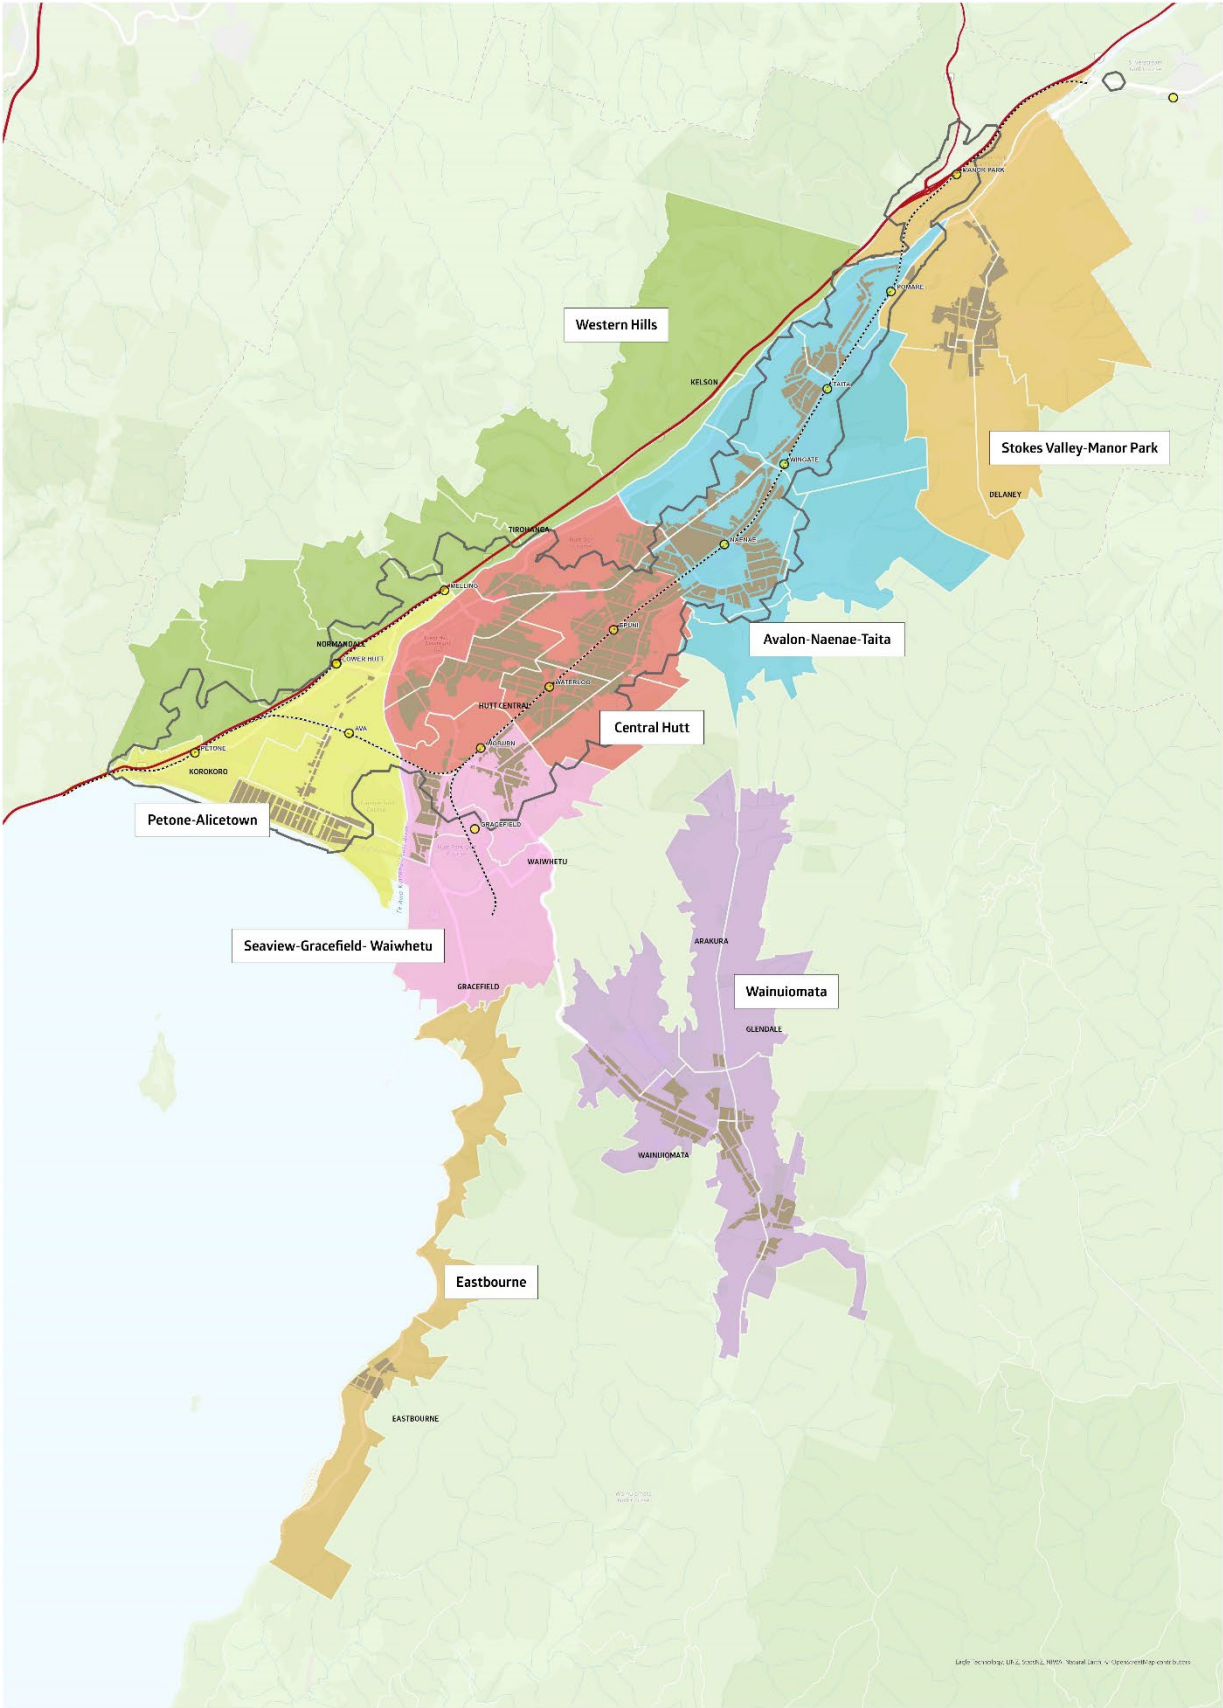 MANOR PARK
POMARE
Western Hills
KELSON
TAITA
Stokes Valley-Manor Park
WINGATE
DELANEY
TIROHANGA
NAENAE
MELLING
EPUNI
Avalon-Naenae-Taita
NORMANDALE
LOWER HUTT
WATERLOO
HUTT CENTRAL
Central Hutt
AVA
WOBURN
PETONE
KOROKORO
Petone-Alicetown
GRACEFIELD
WAIWHETU
ARAKURA
Seaview-Gracefield- Waiwhetu
GRACEFIELD
Wainuiomata
GLENDALE
WAINUIOMATA
Eastbourne
EASTBOURNE